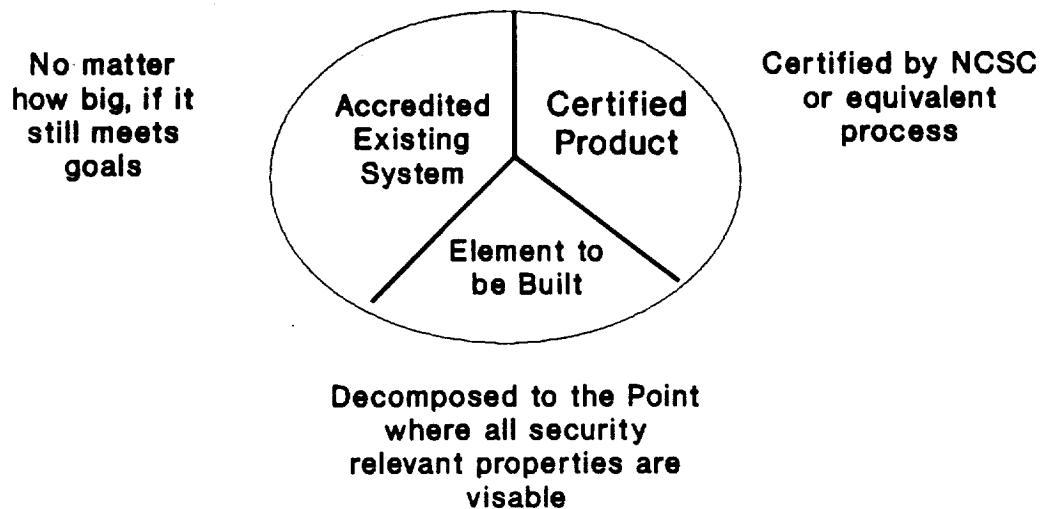 No matter
how big, if it
still meets
goals
Accredited
Existing
System
Certified
Product
Certified by NCSC
or equivalent
process
Element to
be Built
Decomposed to the Point
where all security
relevant properties are
visable